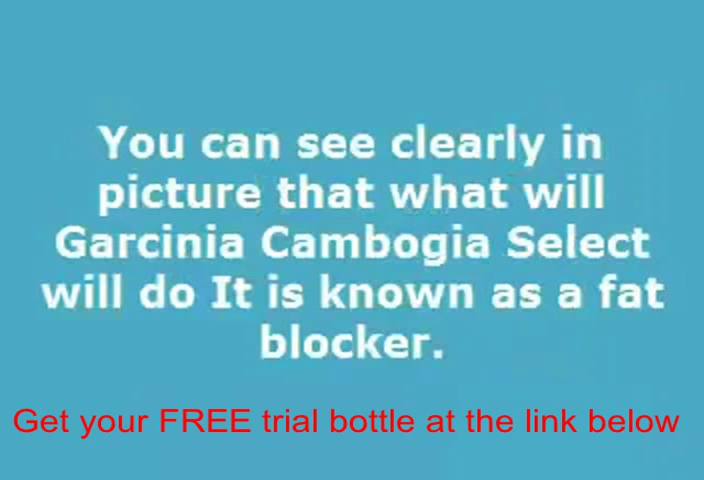 You can see clearly in
picture that what will
Garcinia Cambogia Select
will do It is known as a fat
blocker.
Get your FREE trial bottle at the link below